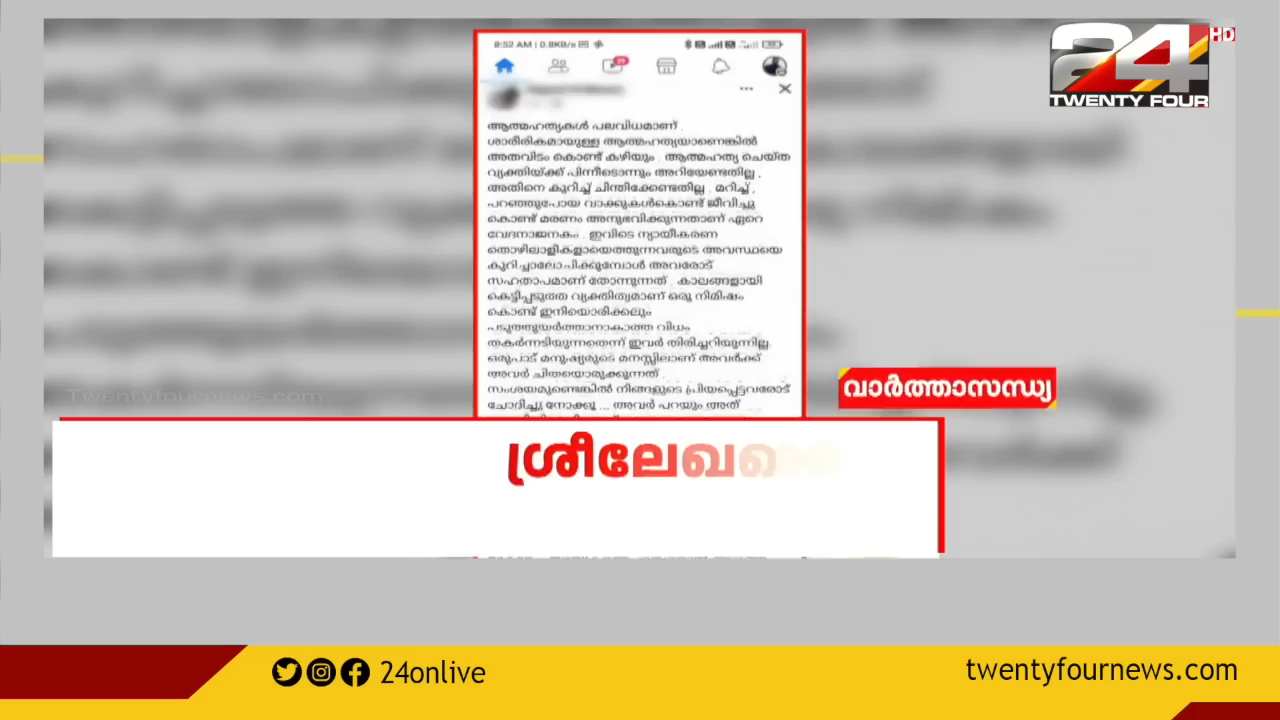 24 HD
TWENTY FOUR
8:52 AM | 0.8KB/s
ആത്മഹത്യകൾ പലവിധമാണ് .
ശാരീരികമായുള്ള ആത്മഹത്യയാണെങ്കിൽ
അതവിടം കൊണ്ട് കഴിയും . ആത്മഹത്യ ചെയ്ത
വ്യക്തിയ്ക്ക് പിന്നീടൊന്നും അറിയേണ്ടതില്ല ,
അതിനെ കുറിച്ച് ചിന്തിക്കേണ്ടതില്ല . മറിച്ച് ,
പറഞ്ഞുപോയ വാക്കുകൾകൊണ്ട് ജീവിച്ചു
കൊണ്ട് മരണം അനുഭവിക്കുന്നതാണ് ഏറെ
വേദനാജനകം . ഇവിടെ ന്യായീകരണ
തൊഴിലാളികളായെത്തുന്നവരുടെ അവസ്ഥയെ
കുറിച്ചാലോചിക്കുമ്പോൾ അവരോട്
സഹതാപമാണ് തോന്നുന്നത് . കാലങ്ങളായി
കെട്ടിപ്പടുത്ത വ്യക്തിത്വമാണ് ഒരു നിമിഷം
കൊണ്ട് ഇനിയൊരിക്കലും
പടുത്തുയർത്താനാകാത്ത വിധം
തകർന്നടിയുന്നതെന്ന് ഇവർ തിരിച്ചറിയുന്നില്ല.
ഒരുപാട് മനുഷ്യരുടെ മനസ്സിലാണ് അവർക്ക്
അവർ ചിതയൊരുക്കുന്നത് .
സംശയമുണ്ടെങ്കിൽ നിങ്ങളുടെ പ്രിയപ്പെട്ടവരോട്
ചോദിച്ചു നോക്കൂ ... അവർ പറയും അത്
Twentyfournews.com
വാർത്താസന്ധ്യ
ശ്രീലേഖ
24onlive
twentyfournews.com